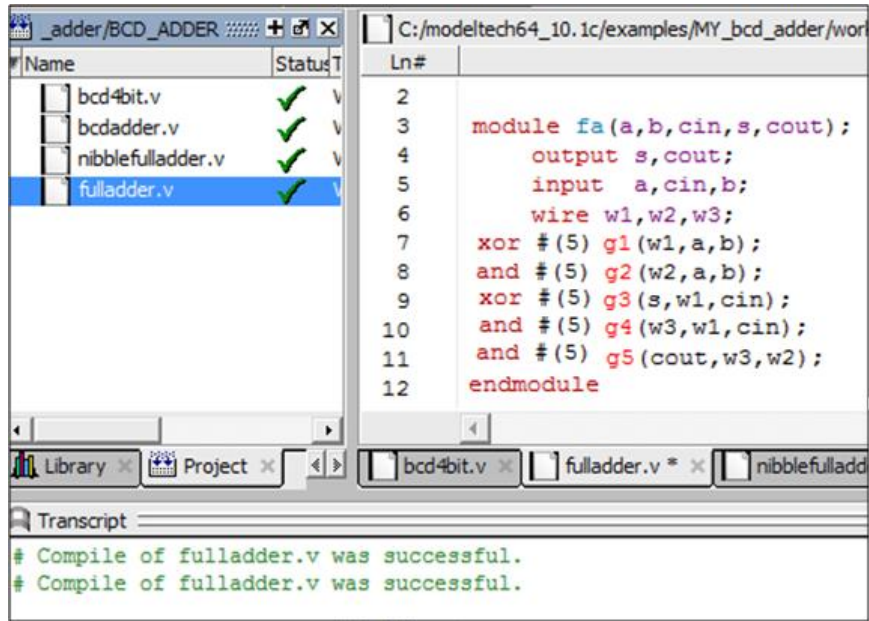 _adder/BCD_ADDER
Name Status T
bcd4bit.v
bcdadder.v
nibblefulladder.v
fulladder.v
Library Project
C:/modeltech64_10.1c/examples/MY_bcd_adder/work
Ln#
2
3 module fa(a,b,cin,s,cout);
4 output s,cout;
5 input a,cin,b;
6 wire w1,w2,w3;
7 xor #(5) g1(w1,a,b);
8 and #(5) g2(w2,a,b);
9 xor #(5) g3(s,w1,cin);
10 and #(5) g4(w3,w1,cin);
11 and #(5) g5(cout,w3,w2);
12 endmodule
bcd4bit.v fulladder.v * nibblefulladd
Transcript
# Compile of fulladder.v was successful.
# Compile of fulladder.v was successful.